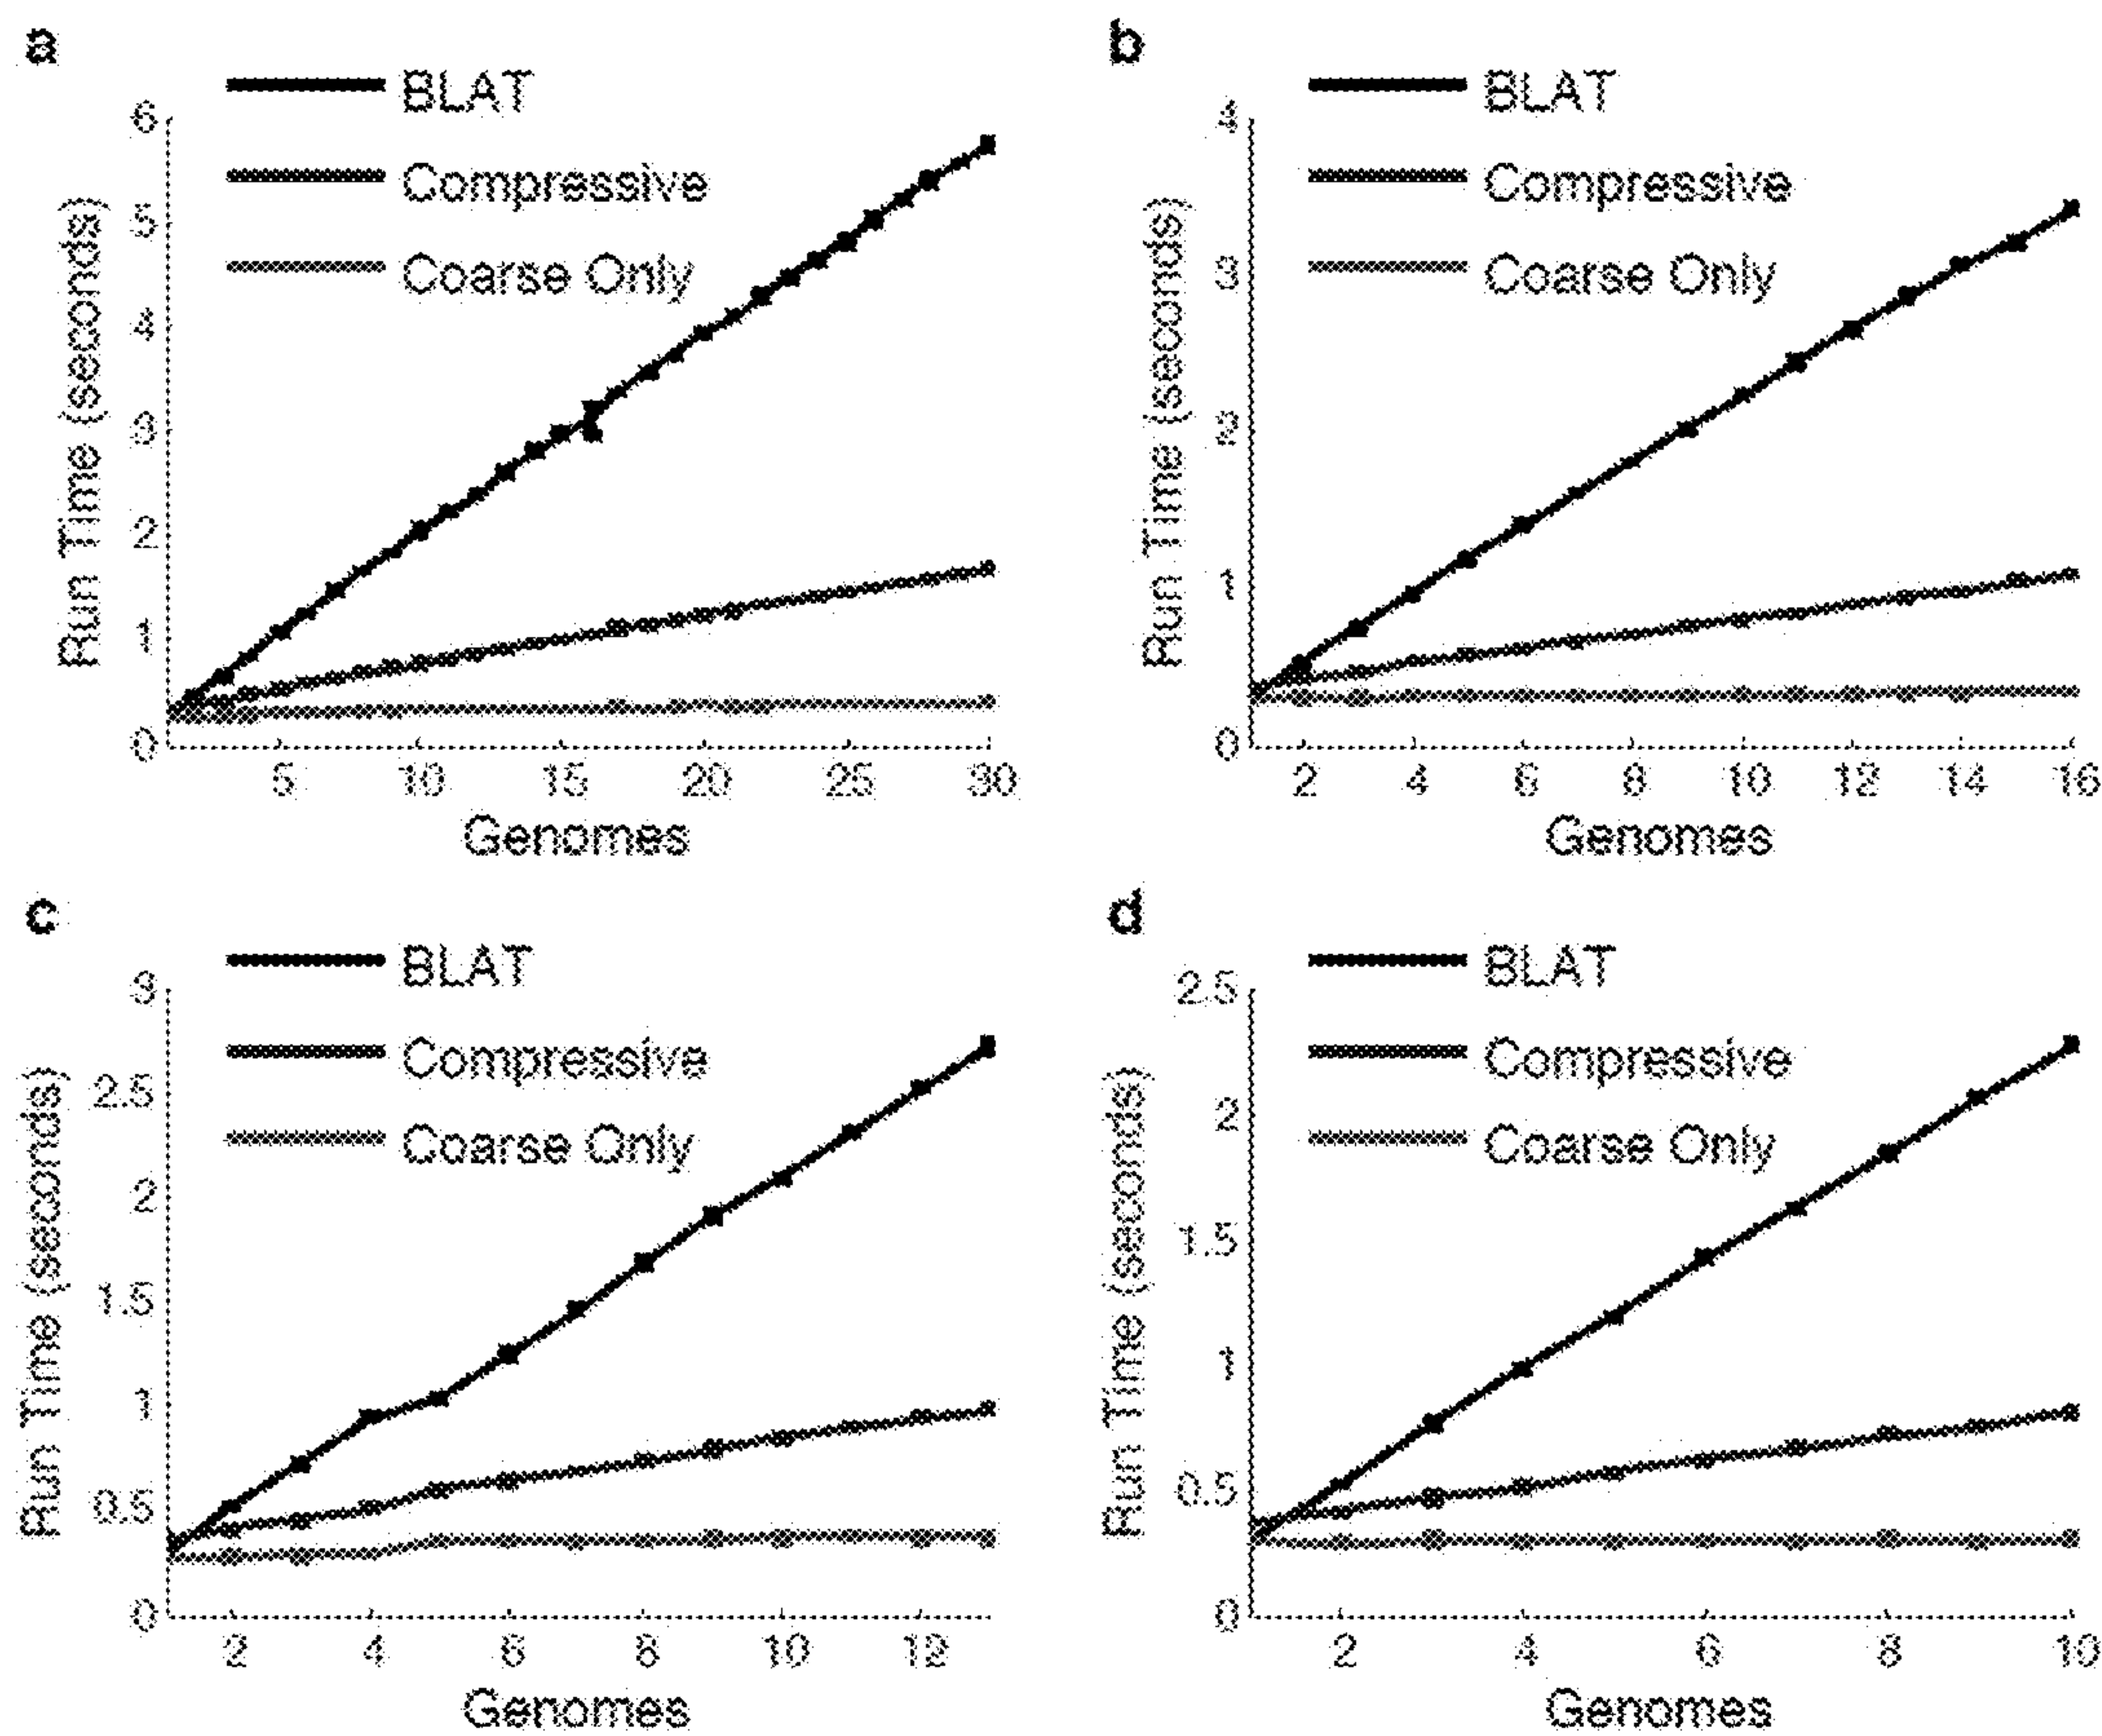 a
BLAT
Compressive
Coarse Only
6
5
4
3
2
1
0
Run Time (seconds)
5 10 15 20 25 30
Genomes
b
BLAT
Compressive
Coarse Only
4
3
2
1
0
Run Time (seconds)
2 4 6 8 10 12 14 16
Genomes
c
BLAT
Compressive
Coarse Only
3
2.5
2
1.5
1
0.5
0
Run Time (seconds)
2 4 6 8 10 12
Genomes
d
BLAT
Compressive
Coarse Only
2.5
2
1.5
1
0.5
0
Run Time (seconds)
2 4 6 8 10
Genomes